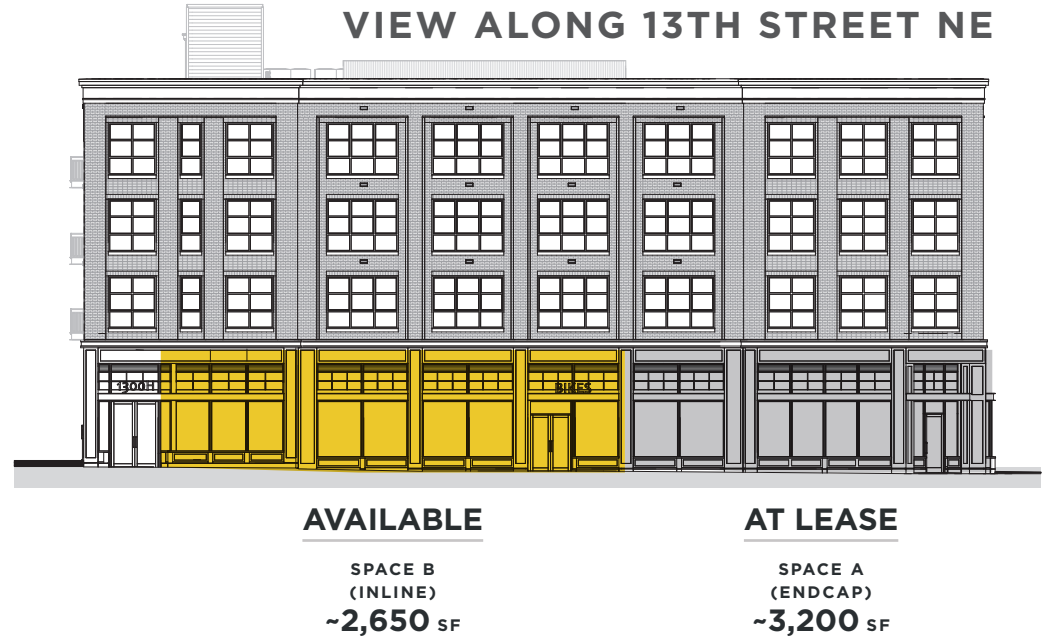 VIEW ALONG 13TH STREET NE
1300H
BIKES
AVAILABLE
SPACE B
(INLINE)
~2,650 SF
AT LEASE
SPACE A
(ENDCAP)
~3,200 SF